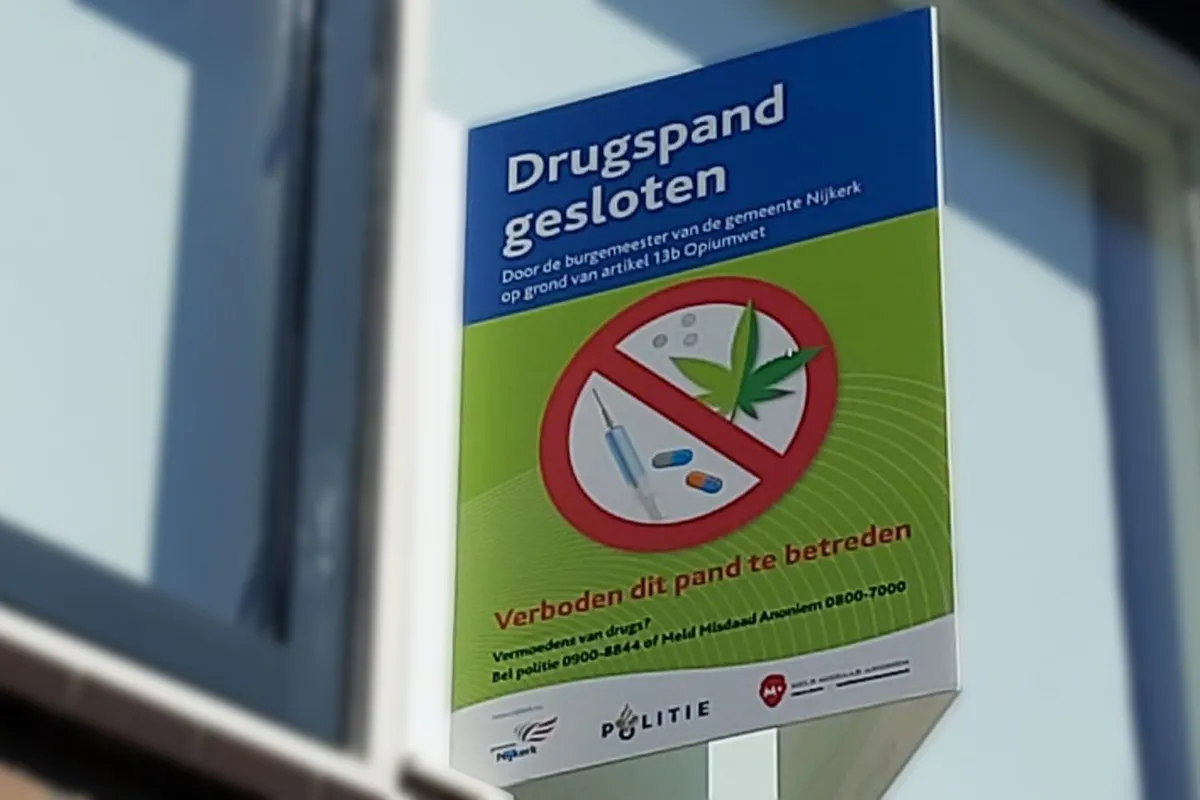 Drugspand
gesloten
Door de burgemeester van de gemeente Nijkerk
op grond van artikel 13b Opiumwet
Verboden dit pand te betreden
Vermoedens van drugs?
Bel politie 0900-8844 of Meld Misdaad Anoniem 0800-7000
Nijkerk
POLITIE